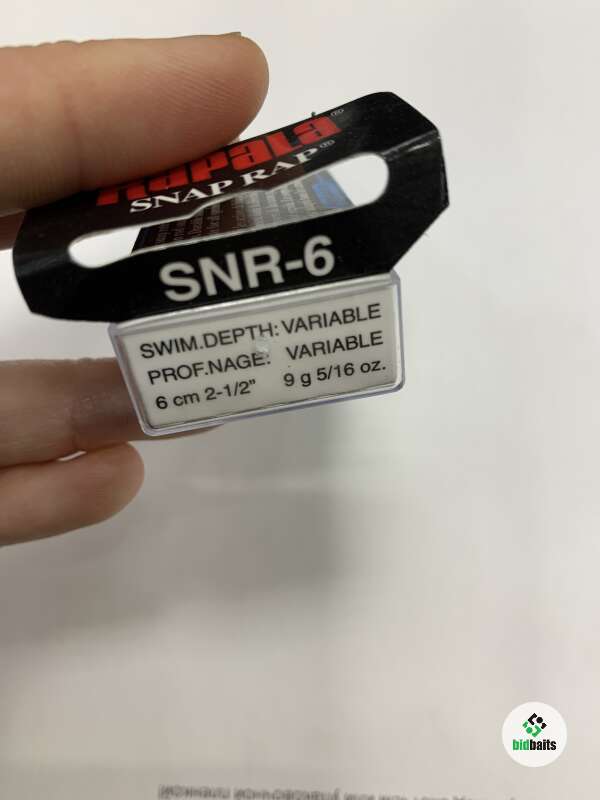 Rapala®
SNAP RAP®
SNR-6
SWIM.DEPTH: VARIABLE
PROF.NAGE: VARIABLE
6 cm 2-1/2" 9 g 5/16 oz.
bidbaits